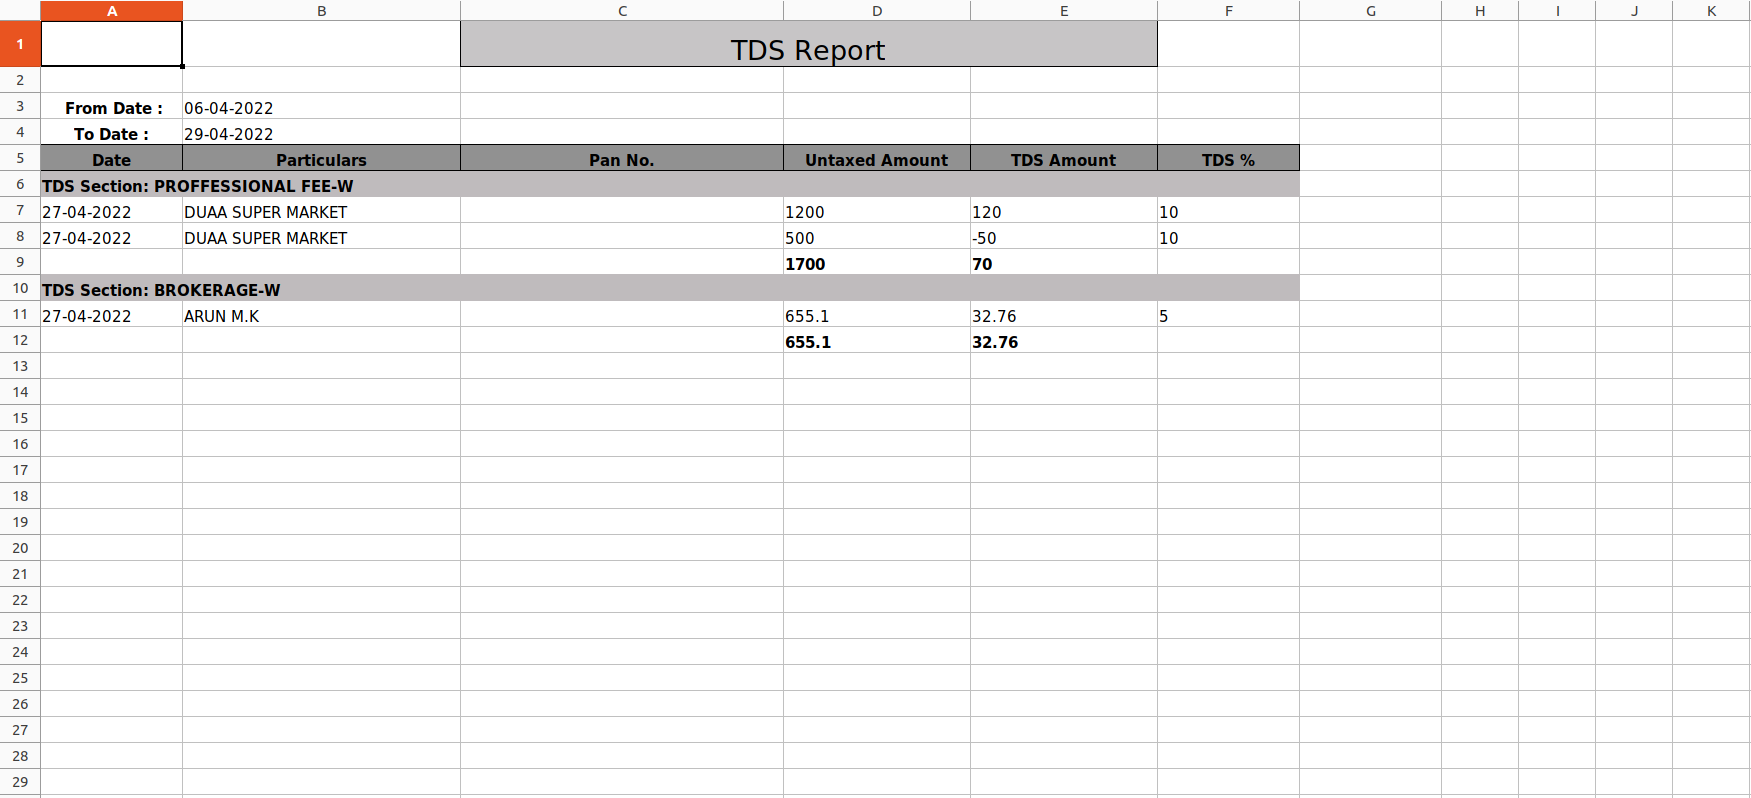 A B C D E F G H I J K
1 TDS Report
2
3 From Date : 06-04-2022
4 To Date : 29-04-2022
5 Date Particulars Pan No. Untaxed Amount TDS Amount TDS %
6 TDS Section: PROFFESSIONAL FEE-W
7 27-04-2022 DUAA SUPER MARKET 1200 120 10
8 27-04-2022 DUAA SUPER MARKET 500 -50 10
9 1700 70
10 TDS Section: BROKERAGE-W
11 27-04-2022 ARUN M.K 655.1 32.76 5
12 655.1 32.76
13
14
15
16
17
18
19
20
21
22
23
24
25
26
27
28
29